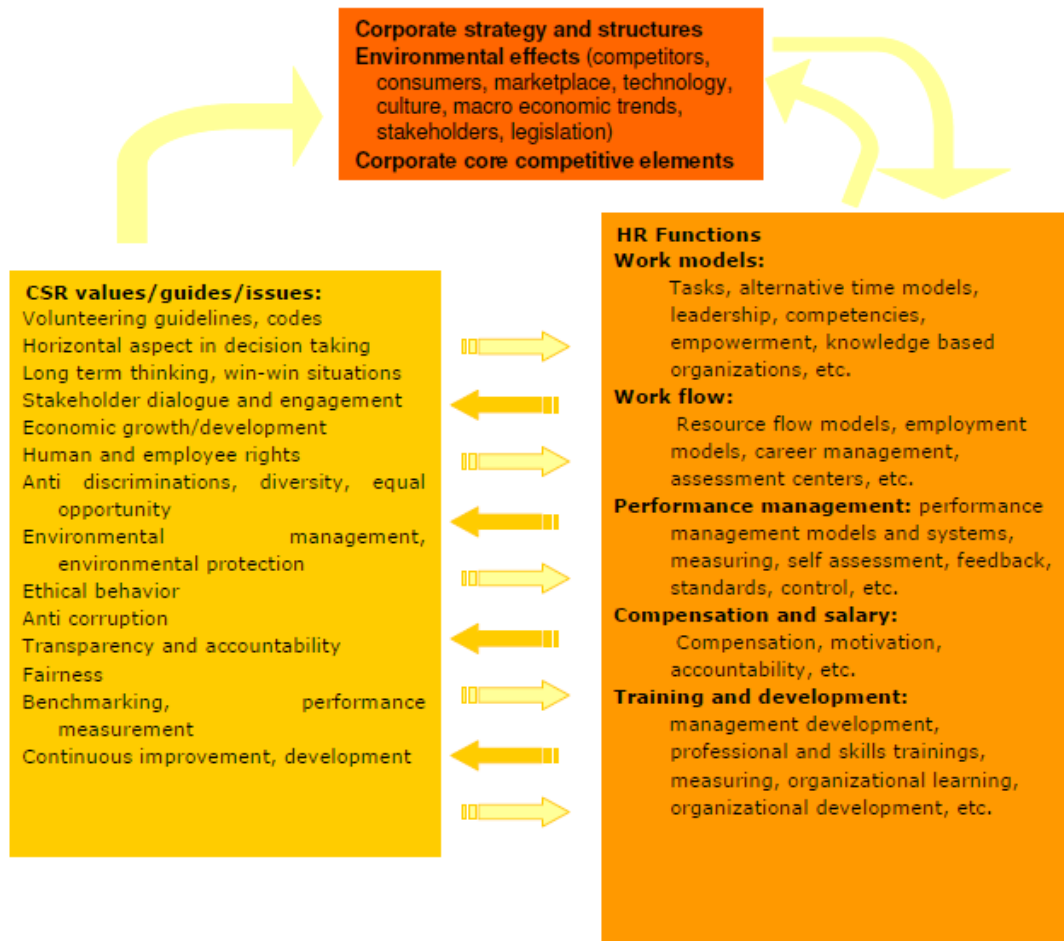 Corporate strategy and structures
Environmental effects (competitors,
consumers, marketplace, technology,
culture, macro economic trends,
stakeholders, legislation)
Corporate core competitive elements
CSR values/guides/issues:
Volunteering guidelines, codes
Horizontal aspect in decision taking
Long term thinking, win-win situations
Stakeholder dialogue and engagement
Economic growth/development
Human and employee rights
Anti discriminations, diversity, equal
opportunity
Environmental management,
environmental protection
Ethical behavior
Anti corruption
Transparency and accountability
Fairness
Benchmarking, performance
measurement
Continuous improvement, development
HR Functions
Work models:
Tasks, alternative time models,
leadership, competencies,
empowerment, knowledge based
organizations, etc.
Work flow:
Resource flow models, employment
models, career management,
assessment centers, etc.
Performance management: performance
management models and systems,
measuring, self assessment, feedback,
standards, control, etc.
Compensation and salary:
Compensation, motivation,
accountability, etc.
Training and development:
management development,
professional and skills trainings,
measuring, organizational learning,
organizational development, etc.